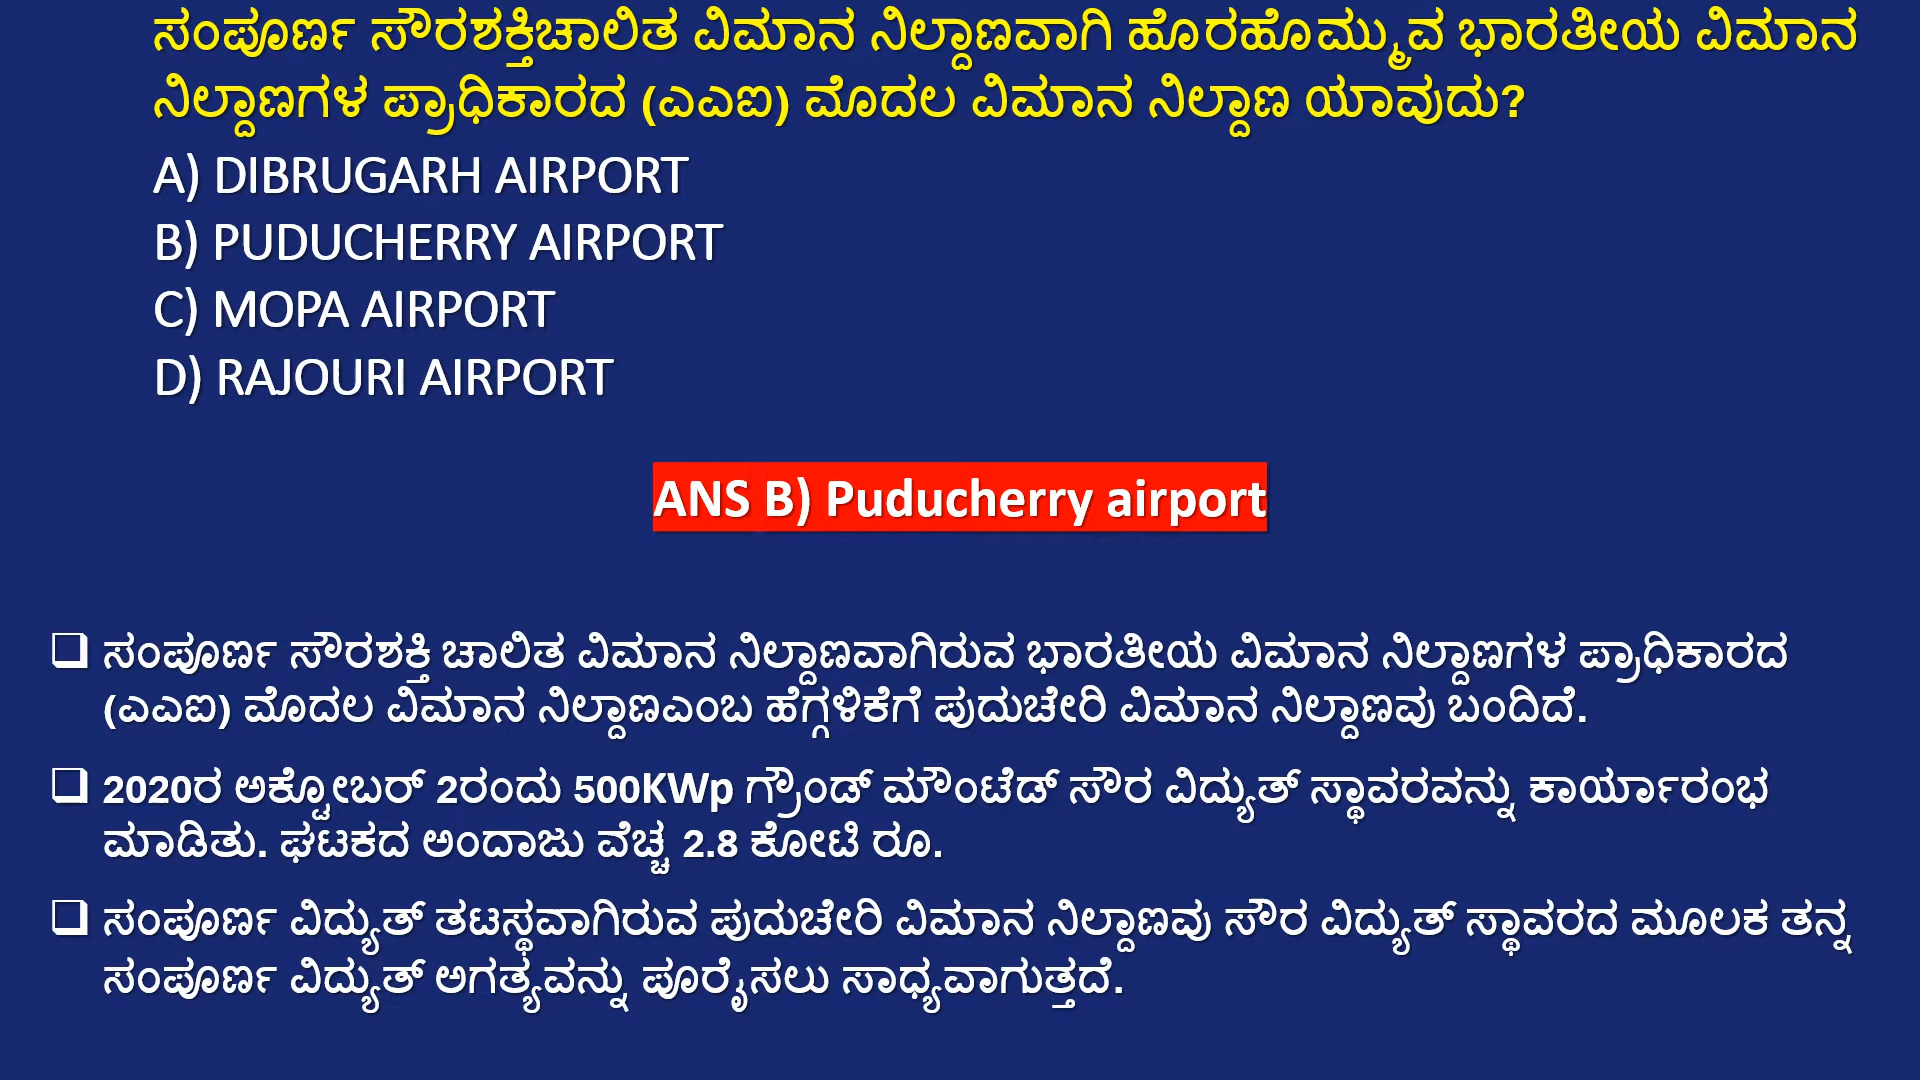 ಸಂಪೂರ್ಣ ಸೌರಶಕ್ತಿಚಾಲಿತ ವಿಮಾನ ನಿಲ್ದಾಣವಾಗಿ ಹೊರಹೊಮ್ಮುವ ಭಾರತೀಯ ವಿಮಾನ
ನಿಲ್ದಾಣಗಳ ಪ್ರಾಧಿಕಾರದ (ಎಎಐ) ಮೊದಲ ವಿಮಾನ ನಿಲ್ದಾಣ ಯಾವುದು?
A) DIBRUGARH AIRPORT
B) PUDUCHERRY AIRPORT
C) MOPA AIRPORT
D) RAJOURI AIRPORT
ANS B) Puducherry airport
❑ ಸಂಪೂರ್ಣ ಸೌರಶಕ್ತಿ ಚಾಲಿತ ವಿಮಾನ ನಿಲ್ದಾಣವಾಗಿರುವ ಭಾರತೀಯ ವಿಮಾನ ನಿಲ್ದಾಣಗಳ ಪ್ರಾಧಿಕಾರದ
(ಎಎಐ) ಮೊದಲ ವಿಮಾನ ನಿಲ್ದಾಣಎಂಬ ಹೆಗ್ಗಳಿಕೆಗೆ ಪುದುಚೇರಿ ವಿಮಾನ ನಿಲ್ದಾಣವು ಬಂದಿದೆ.
❑ 2020ರ ಅಕ್ಟೋಬರ್ 2ರಂದು 500KWp ಗ್ರೌಂಡ್ ಮೌಂಟೆಡ್ ಸೌರ ವಿದ್ಯುತ್ ಸ್ಥಾವರವನ್ನು ಕಾರ್ಯಾರಂಭ
ಮಾಡಿತು. ಘಟಕದ ಅಂದಾಜು ವೆಚ್ಚ 2.8 ಕೋಟಿ ರೂ.
❑ ಸಂಪೂರ್ಣ ವಿದ್ಯುತ್ ತಟಸ್ಥವಾಗಿರುವ ಪುದುಚೇರಿ ವಿಮಾನ ನಿಲ್ದಾಣವು ಸೌರ ವಿದ್ಯುತ್ ಸ್ಥಾವರದ ಮೂಲಕ ತನ್ನ
ಸಂಪೂರ್ಣ ವಿದ್ಯುತ್ ಅಗತ್ಯವನ್ನು ಪೂರೈಸಲು ಸಾಧ್ಯವಾಗುತ್ತದೆ.